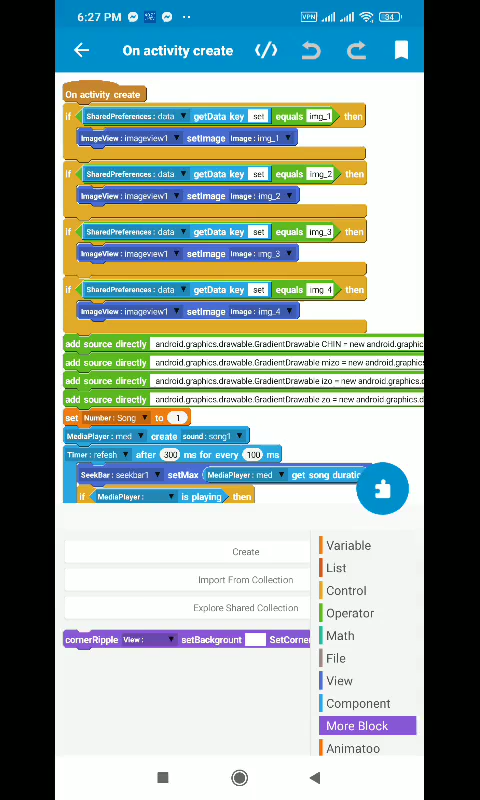 6:27 PM VPN 34
On activity create </>
On activity create
if SharedPreferences : data getData key set equals img_1 then
ImageView : imageview1 setImage Image : img_1
if SharedPreferences : data getData key set equals img_2 then
ImageView : imageview1 setImage Image : img_2
if SharedPreferences : data getData key set equals img_3 then
ImageView : imageview1 setImage Image : img_3
if SharedPreferences : data getData key set equals img_4 then
ImageView : imageview1 setImage Image : img_4
add source directly android.graphics.drawable.GradientDrawable CHIN = new android.graphic
add source directly android.graphics.drawable.GradientDrawable mizo = new android.graphic
add source directly android.graphics.drawable.GradientDrawable izo = new android.graphics.
add source directly android.graphics.drawable.GradientDrawable zo = new android.graphics.d
set Number : Song to 1
MediaPlayer : med create sound : song1
Timer : refesh after 300 ms for every 100 ms
SeekBar : seekbar1 setMax MediaPlayer : med get song duratio
if MediaPlayer : is playing then
Create
Import From Collection
Explore Shared Collection
cornerRipple View : setBackgrount SetCorner
Variable
List
Control
Operator
Math
File
View
Component
More Block
Animatoo